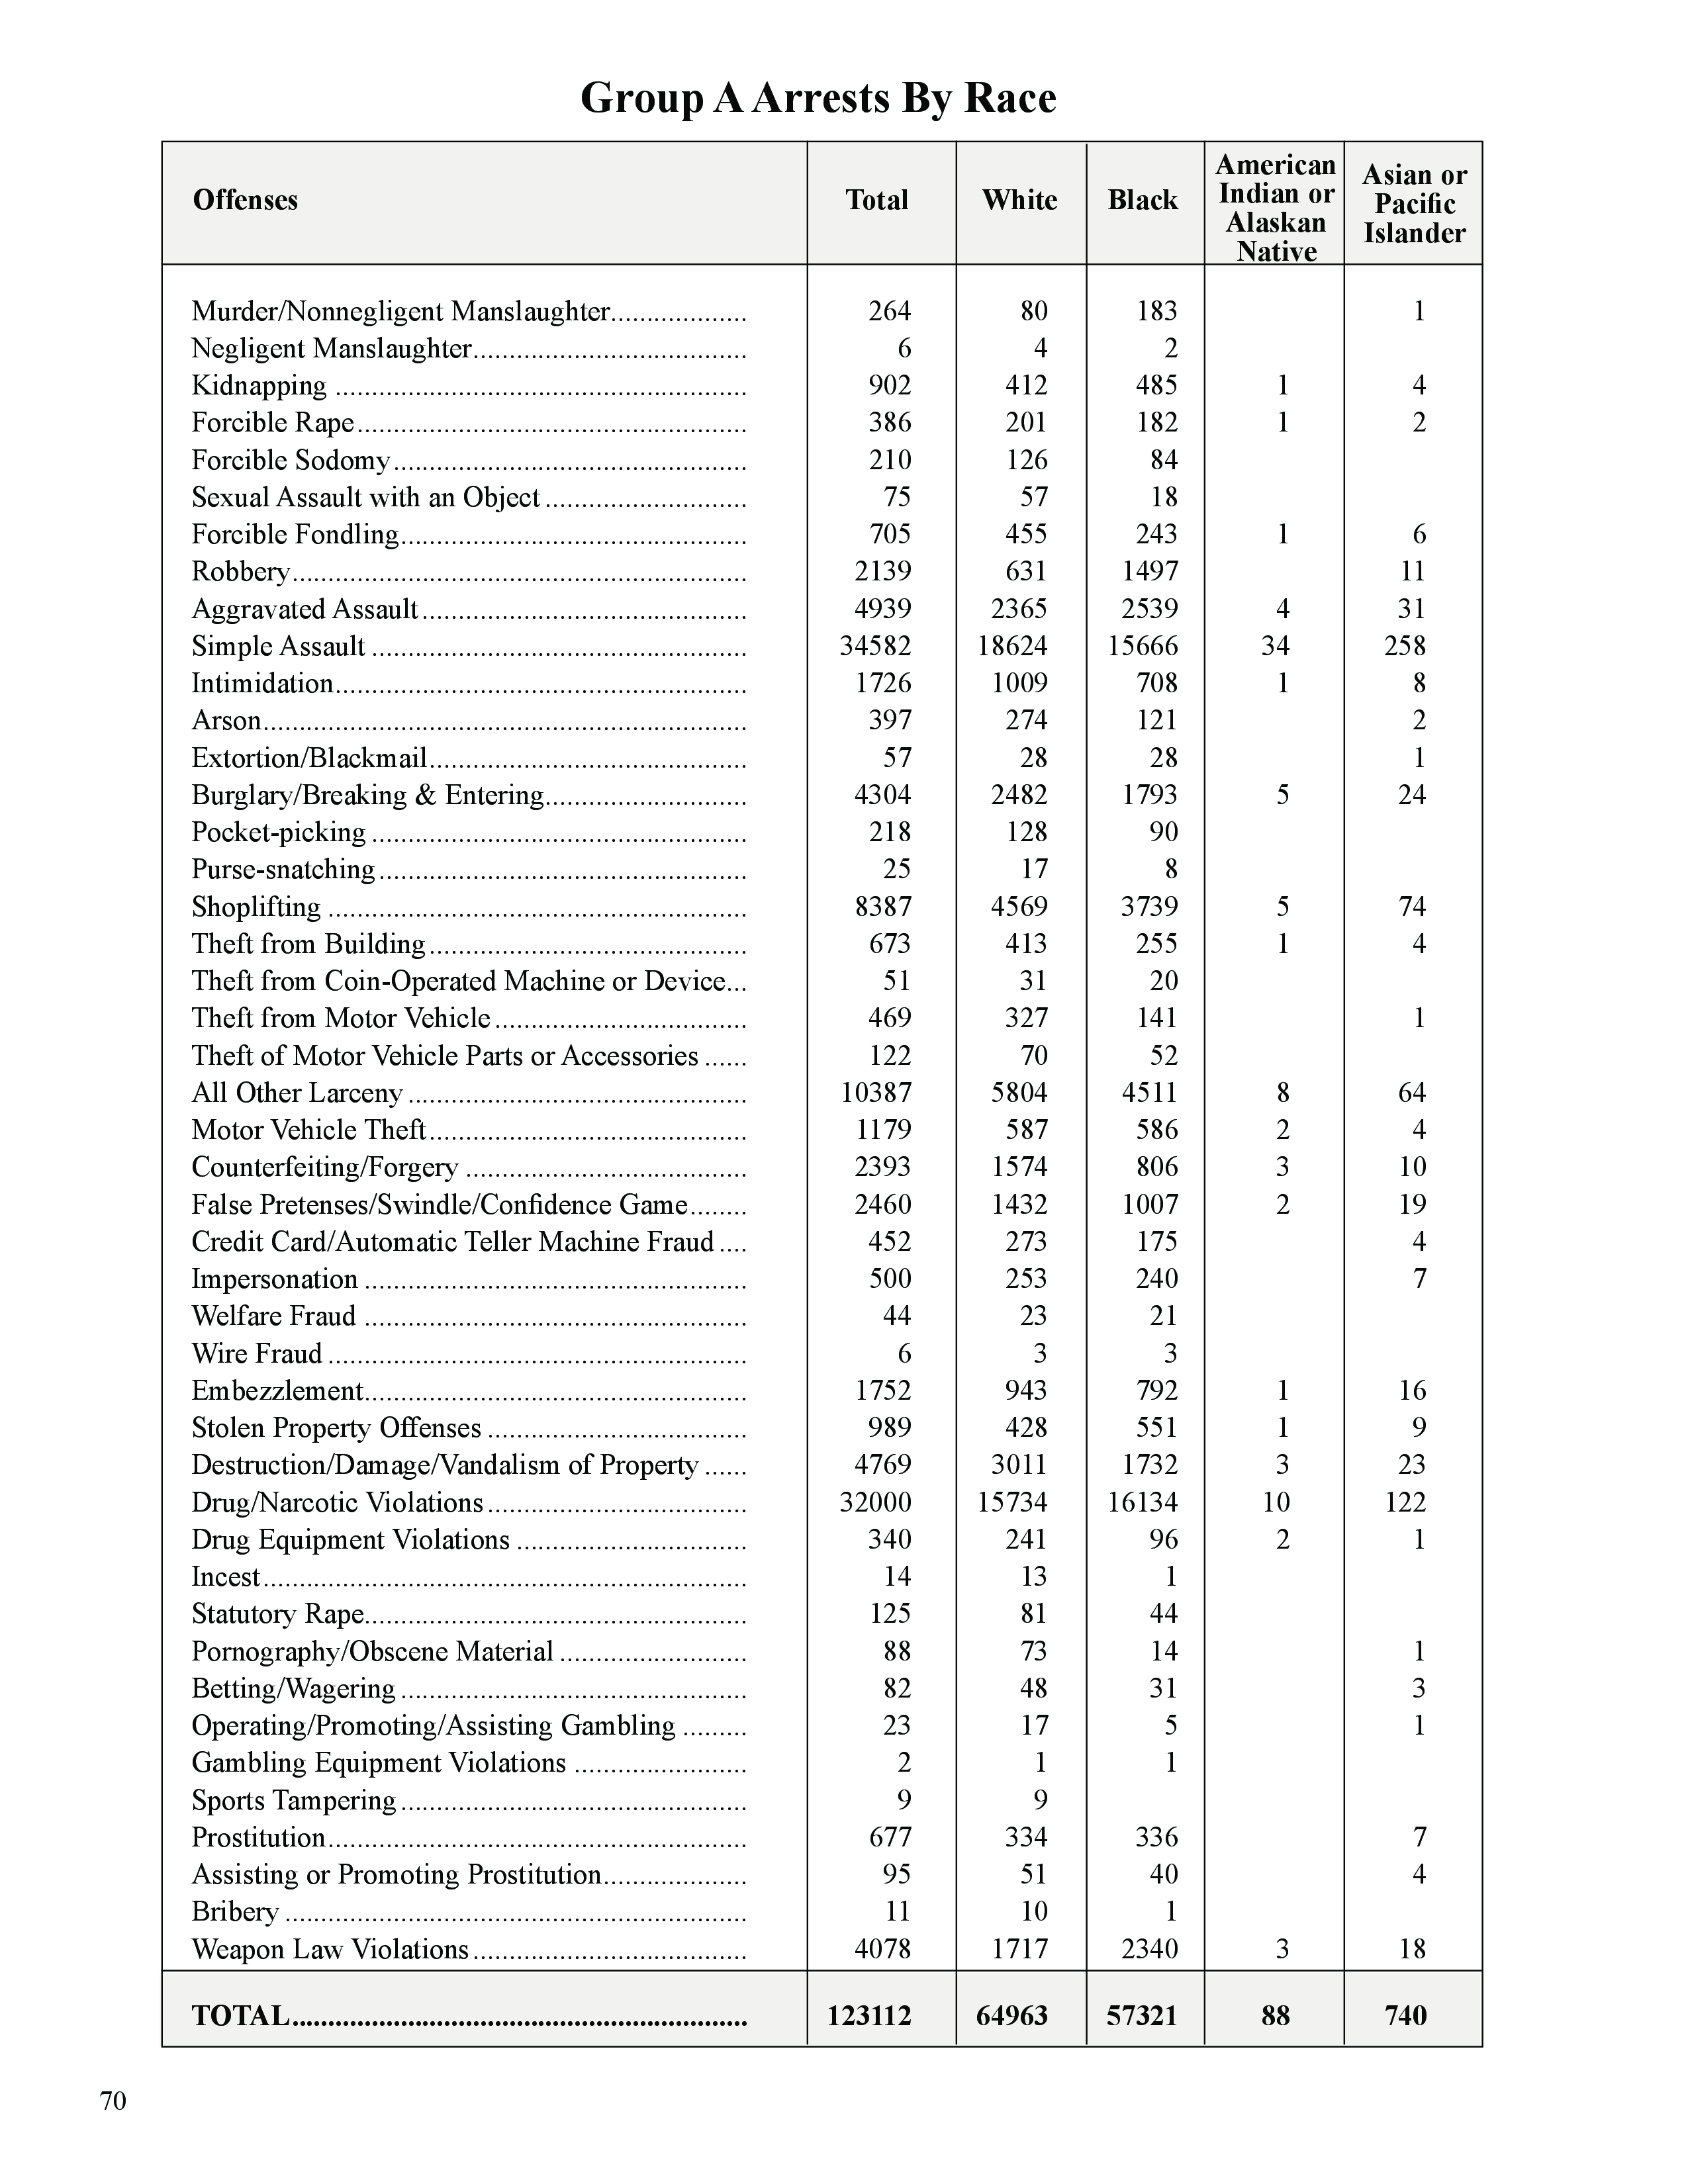 Group A Arrests By Race
Offenses Total White Black American Indian or Alaskan Native Asian or Pacific Islander
Murder/Nonnegligent Manslaughter................... 264 80 183 1
Negligent Manslaughter...................................... 6 4 2
Kidnapping ......................................................... 902 412 485 1 4
Forcible Rape...................................................... 386 201 182 1 2
Forcible Sodomy................................................. 210 126 84
Sexual Assault with an Object ............................ 75 57 18
Forcible Fondling................................................ 705 455 243 1 6
Robbery............................................................... 2139 631 1497 11
Aggravated Assault............................................. 4939 2365 2539 4 31
Simple Assault .................................................... 34582 18624 15666 34 258
Intimidation......................................................... 1726 1009 708 1 8
Arson................................................................... 397 274 121 2
Extortion/Blackmail............................................ 57 28 28 1
Burglary/Breaking & Entering............................ 4304 2482 1793 5 24
Pocket-picking .................................................... 218 128 90
Purse-snatching................................................... 25 17 8
Shoplifting .......................................................... 8387 4569 3739 5 74
Theft from Building............................................ 673 413 255 1 4
Theft from Coin-Operated Machine or Device... 51 31 20
Theft from Motor Vehicle................................... 469 327 141 1
Theft of Motor Vehicle Parts or Accessories ...... 122 70 52
All Other Larceny ............................................... 10387 5804 4511 8 64
Motor Vehicle Theft............................................ 1179 587 586 2 4
Counterfeiting/Forgery ....................................... 2393 1574 806 3 10
False Pretenses/Swindle/Confidence Game........ 2460 1432 1007 2 19
Credit Card/Automatic Teller Machine Fraud .... 452 273 175 4
Impersonation ..................................................... 500 253 240 7
Welfare Fraud ..................................................... 44 23 21
Wire Fraud .......................................................... 6 3 3
Embezzlement..................................................... 1752 943 792 1 16
Stolen Property Offenses .................................... 989 428 551 1 9
Destruction/Damage/Vandalism of Property ...... 4769 3011 1732 3 23
Drug/Narcotic Violations.................................... 32000 15734 16134 10 122
Drug Equipment Violations ................................ 340 241 96 2 1
Incest................................................................... 14 13 1
Statutory Rape..................................................... 125 81 44
Pornography/Obscene Material .......................... 88 73 14 1
Betting/Wagering................................................ 82 48 31 3
Operating/Promoting/Assisting Gambling ......... 23 17 5 1
Gambling Equipment Violations ........................ 2 1 1
Sports Tampering................................................ 9 9
Prostitution.......................................................... 677 334 336 7
Assisting or Promoting Prostitution.................... 95 51 40 4
Bribery ................................................................ 11 10 1
Weapon Law Violations...................................... 4078 1717 2340 3 18
TOTAL............................................................... 123112 64963 57321 88 740
70